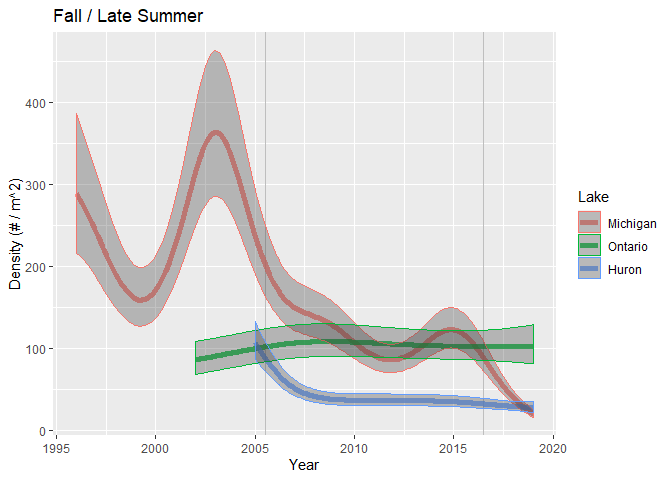 Fall / Late Summer
Density (# / m^2)
400
300
200
100
0
1995
2000
2005
2010
2015
2020
Year
Lake
Michigan
Ontario
Huron